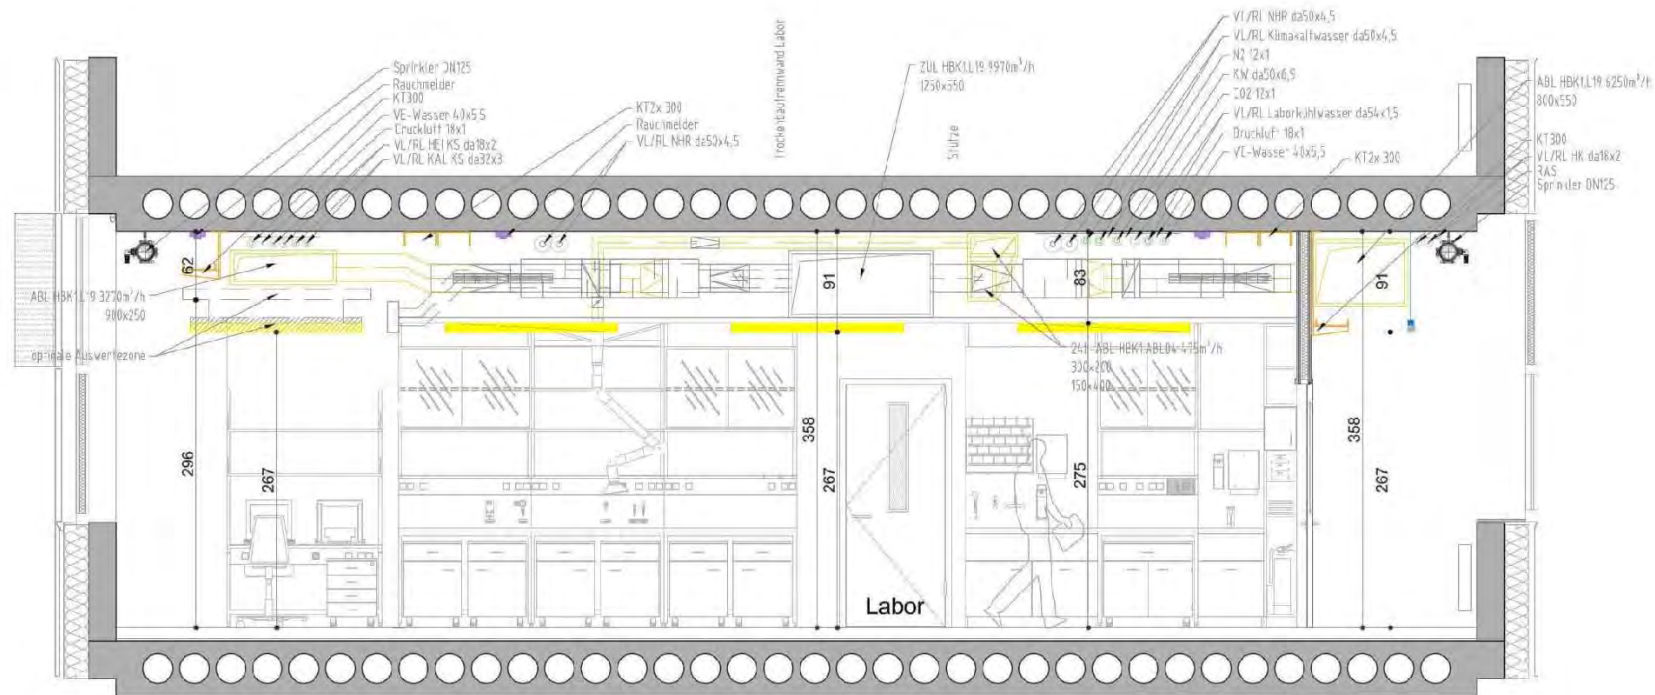 Sprinkler DN125
Rauchmelder
KT300
VE-Wasser 40x5,5
Druckluft 18x1
VL/RL HEI KS da18x2
VL/RL KAL KS da32x3
KT2x 300
Rauchmelder
VL/RL NHR da50x4,5
Trockenbautrennwand Labor
ZUL HBK1.L19 9970m³/h
1250x550
Stütze
VL/RL NHR da50x4,5
VL/RL Klimakaltwasser da50x4,5
N2 12x1
KW da50x6,9
CO2 12x1
VL/RL Laborkühlwasser da54x1,5
Druckluft 18x1
VE-Wasser 40x5,5
KT2x 300
ABL HBK1.L19 6250m³/h
800x550
KT300
VL/RL HK da18x2
RAS
Sprinkler DN125
62
91
83
91
ABL HBK1.L19 3270m³/h
900x250
optimale Auswertezone
24h-ABL HBK1.ABL04 475m³/h
300x200
150x400
296
267
358
267
275
358
267
Labor